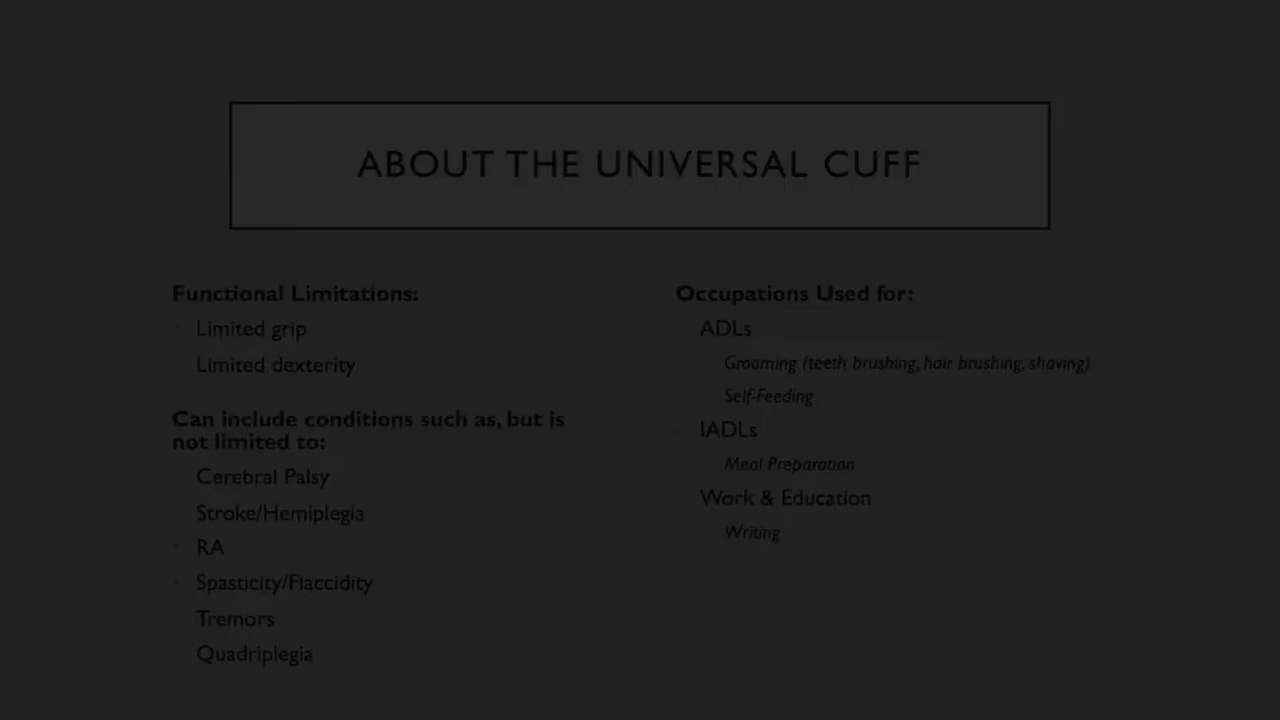 ABOUT THE UNIVERSAL CUFF
Functional Limitations:
Limited grip
Limited dexterity
Can include conditions such as, but is
not limited to:
Cerebral Palsy
Stroke/Hemiplegia
RA
Spasticity/Flaccidity
Tremors
Quadriplegia
Occupations Used for:
ADLs
Grooming (teeth brushing, hair brushing, shaving)
Self-Feeding
IADLs
Meal Preparation
Work & Education
Writing